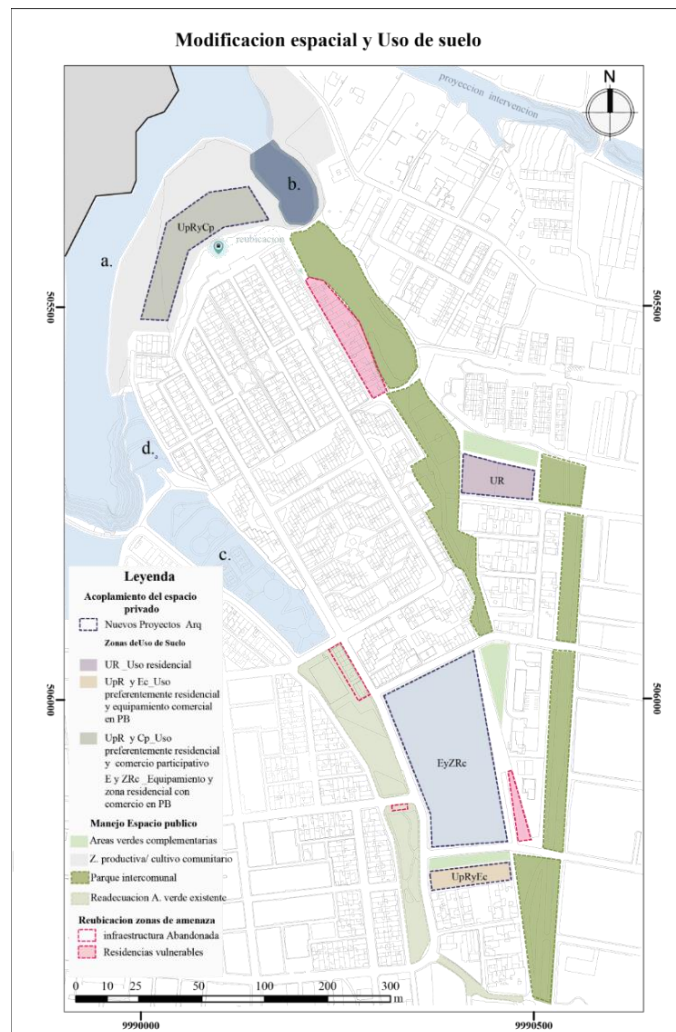 Modificacion espacial y Uso de suelo
proyeccion intervencion
N
b.
UpRyCp
reubicacion
a.
505500
505500
d.
UR
c.
Leyenda
Acoplamiento del espacio
privado
Nuevos Proyectos Arq
Zonas deUso de Suelo
UR _Uso residencial
UpR y Ec_Uso
preferentemente residencial
y equipamiento comercial
en PB
UpR y Cp_Uso
preferentemente residencial
y comercio participativo
E y ZRc _Equipamiento y
zona residencial con
comercio en PB
Manejo Espacio publico
Areas verdes complementarias
Z. productiva/ cultivo comunitario
Parque intercomunal
Readecuacion A. verde existente
Reubicacion zonas de amenaza
infraestructura Abandonada
Residencias vulnerables
506000
506000
EyZRc
UpRyEc
0 10 25 50 100 200 300
m
9990000
9990500